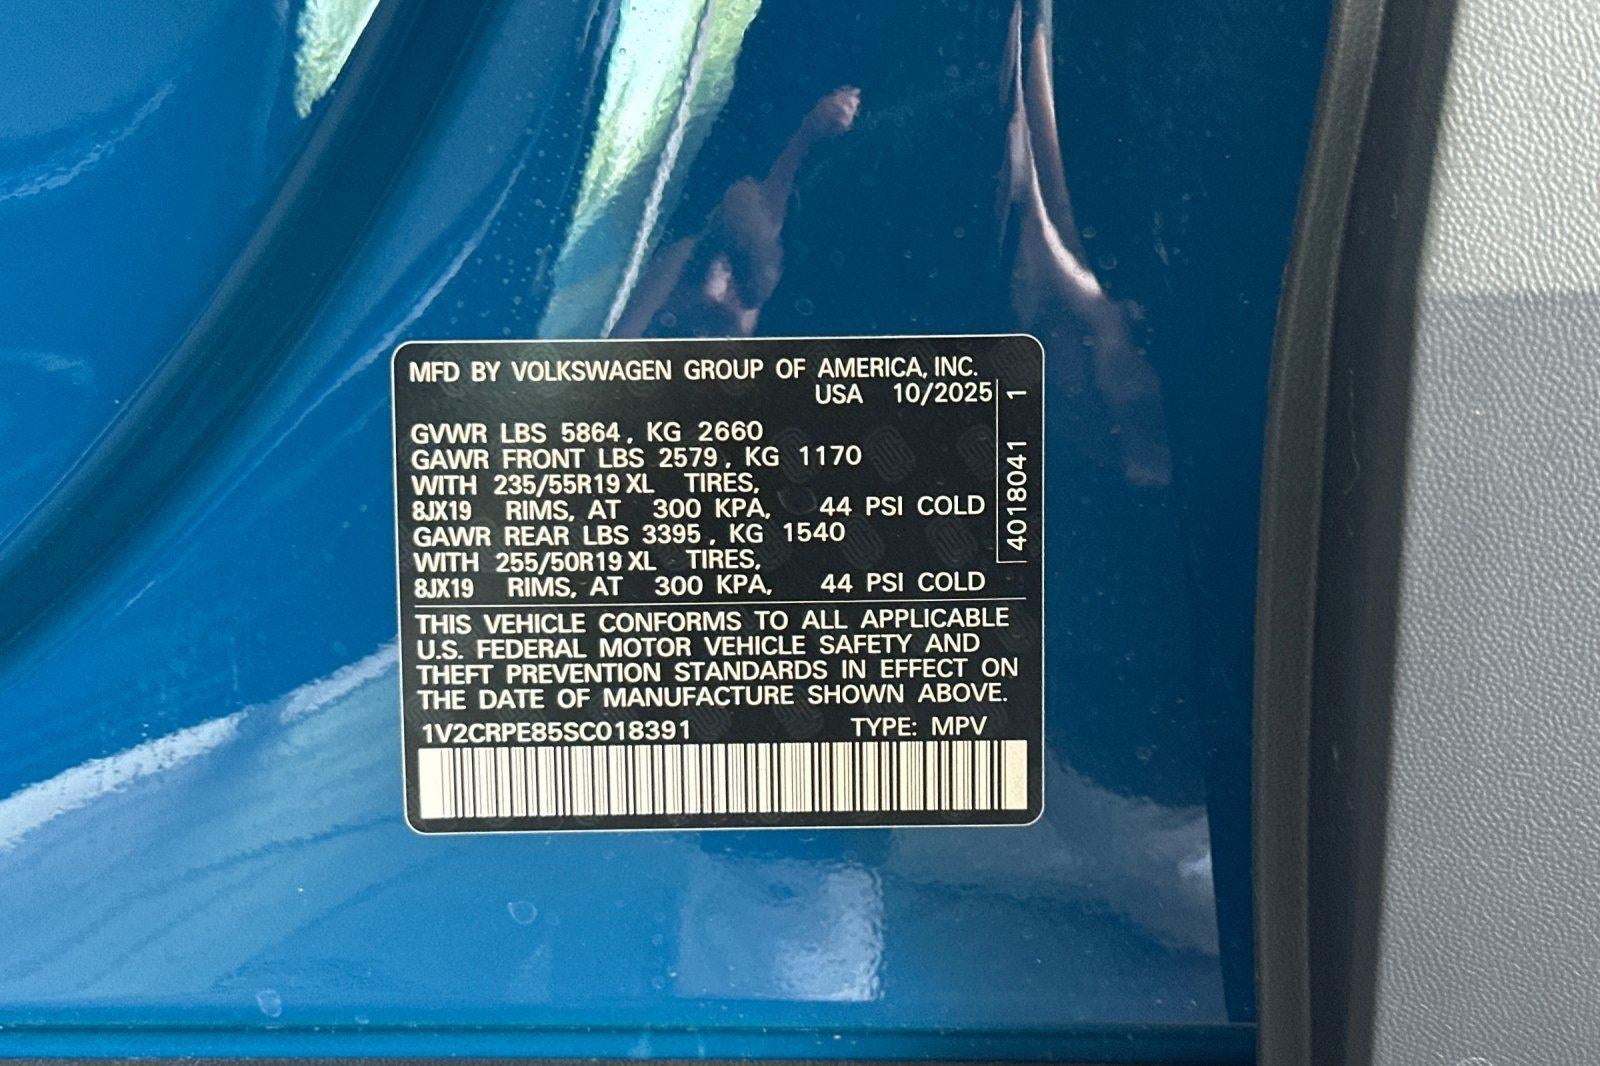 MFD BY VOLKSWAGEN GROUP OF AMERICA, INC.
USA 10/2025
GVWR LBS 5864, KG 2660
GAWR FRONT LBS 2579, KG 1170
WITH 235/55R19 XL TIRES,
8JX19 RIMS, AT 300 KPA, 44 PSI COLD
GAWR REAR LBS 3395, KG 1540
WITH 255/50R19 XL TIRES,
8JX19 RIMS, AT 300 KPA, 44 PSI COLD
4018041 1
THIS VEHICLE CONFORMS TO ALL APPLICABLE
U.S. FEDERAL MOTOR VEHICLE SAFETY AND
THEFT PREVENTION STANDARDS IN EFFECT ON
THE DATE OF MANUFACTURE SHOWN ABOVE.
1V2CRPE85SC018391 TYPE: MPV